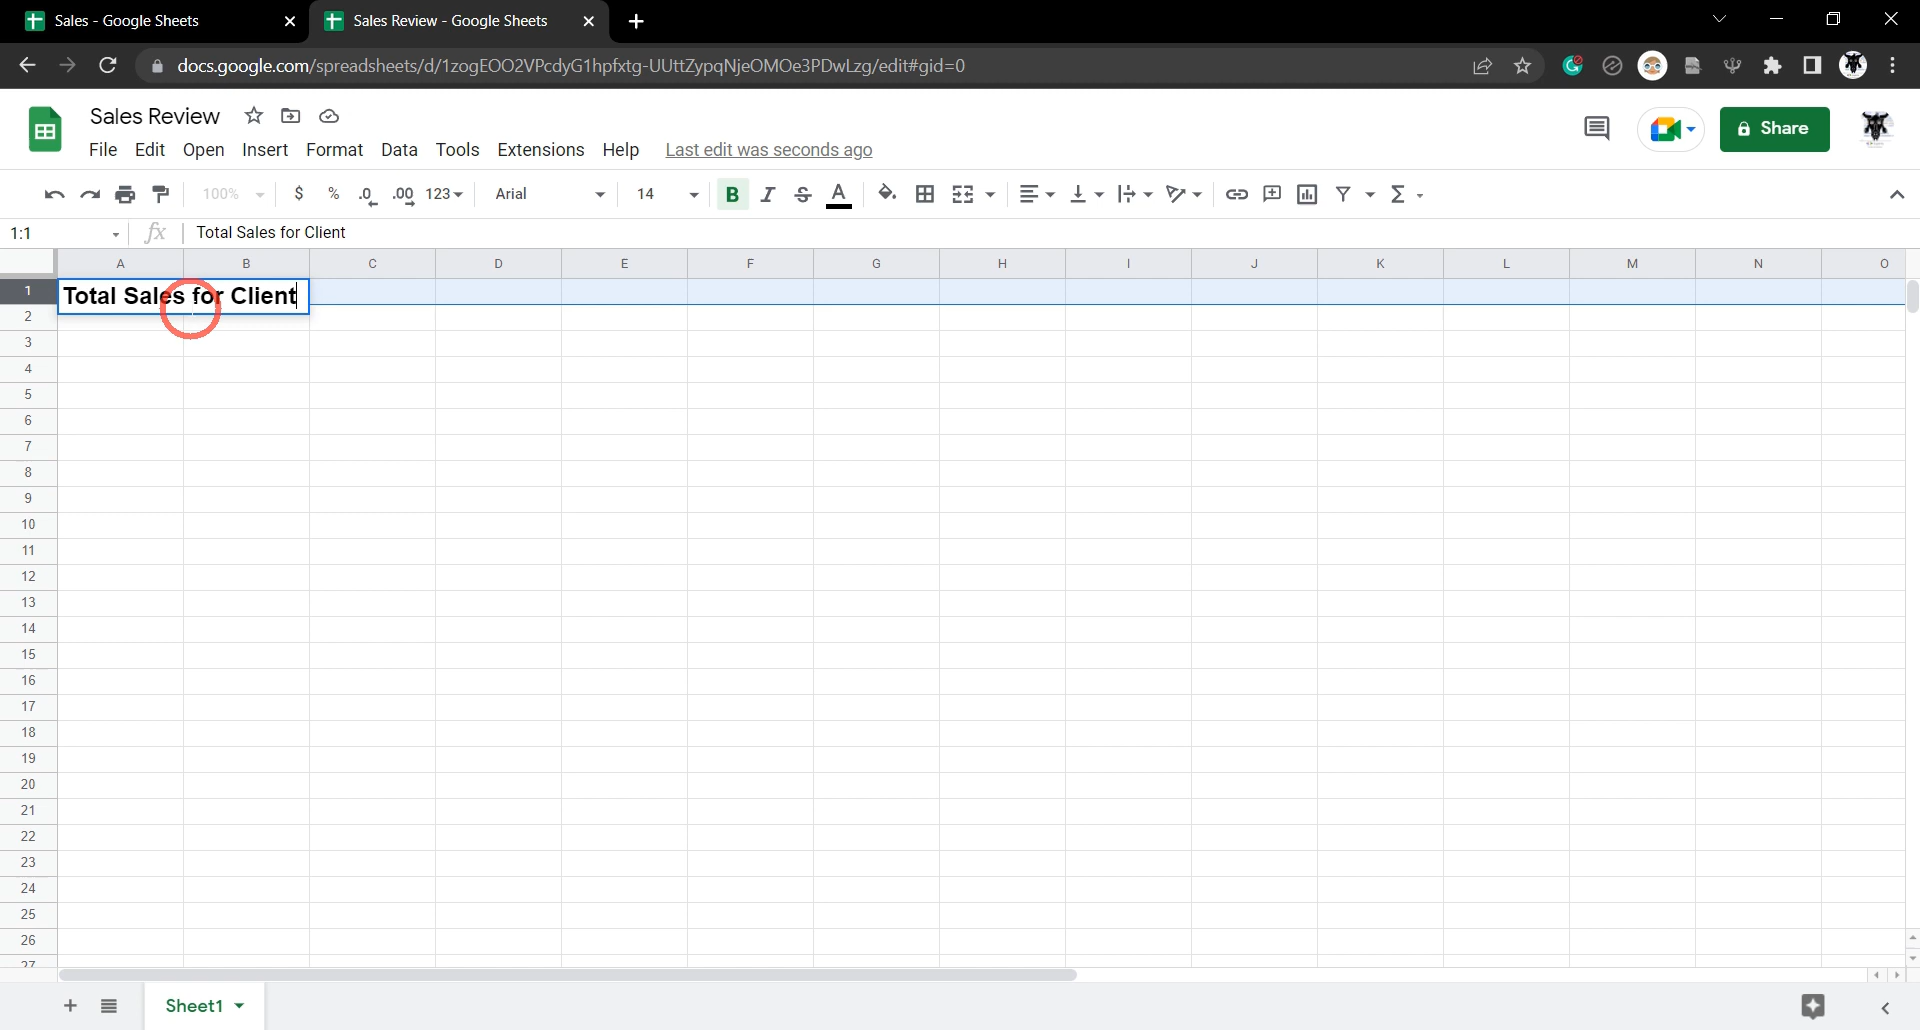 Sales - Google Sheets
Sales Review - Google Sheets
docs.google.com/spreadsheets/d/1zogEOO2VPcdyG1hpfxtg-UUttZypqNjeOMOe3PDwLzg/edit#gid=0
Sales Review
Share
File Edit Open Insert Format Data Tools Extensions Help Last edit was seconds ago
100% $ % .0 .00 123 Arial 14 B I S A
1:1 fx Total Sales for Client
A B C D E F G H I J K L M N O
1 Total Sales for Client
2
3
4
5
6
7
8
9
10
11
12
13
14
15
16
17
18
19
20
21
22
23
24
25
26
27
Sheet1